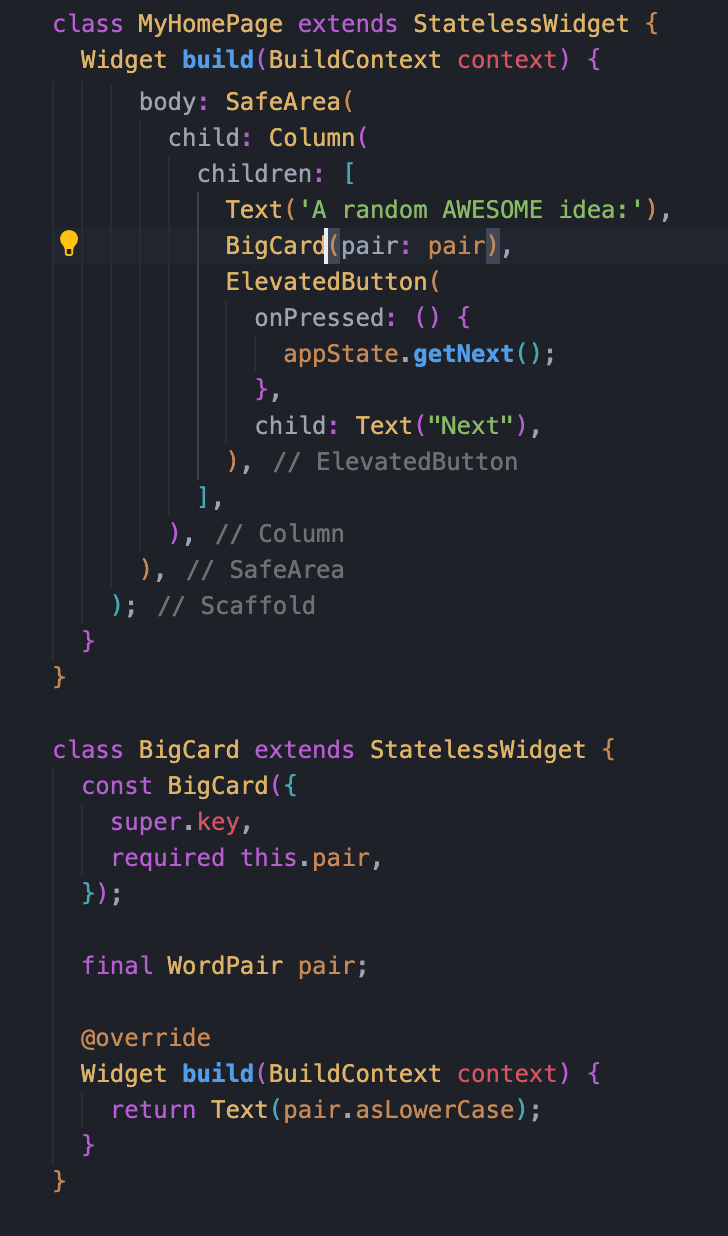 class MyHomePage extends StatelessWidget {
  Widget build(BuildContext context) {
      body: SafeArea(
        child: Column(
          children: [
            Text('A random AWESOME idea:'),
            BigCard(pair: pair),
            ElevatedButton(
              onPressed: () {
                appState.getNext();
              },
              child: Text("Next"),
            ), // ElevatedButton
          ],
        ), // Column
      ), // SafeArea
    ); // Scaffold
  }
}

class BigCard extends StatelessWidget {
  const BigCard({
    super.key,
    required this.pair,
  });

  final WordPair pair;

  @override
  Widget build(BuildContext context) {
    return Text(pair.asLowerCase);
  }
}